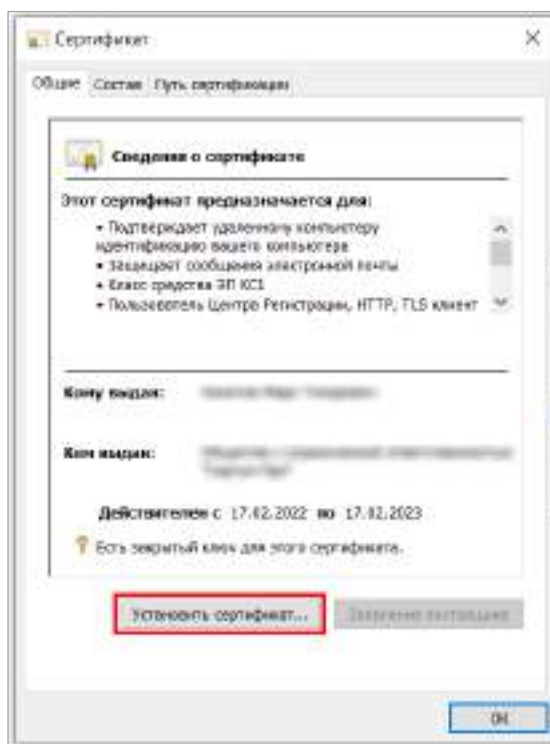 Сертификат
Общие Состав Путь сертификации
Сведения о сертификате
Этот сертификат предназначается для:
• Подтверждает удаленному компьютеру
идентификацию вашего компьютера
• Защищает сообщения электронной почты
• Класс средства ЭП КС1
• Пользователь Центра Регистрации, HTTP, TLS клиент
Кому выдан:
Кем выдан:
Действителен с 17.02.2022 по 17.02.2023
Есть закрытый ключ для этого сертификата.
Установить сертификат...
OK